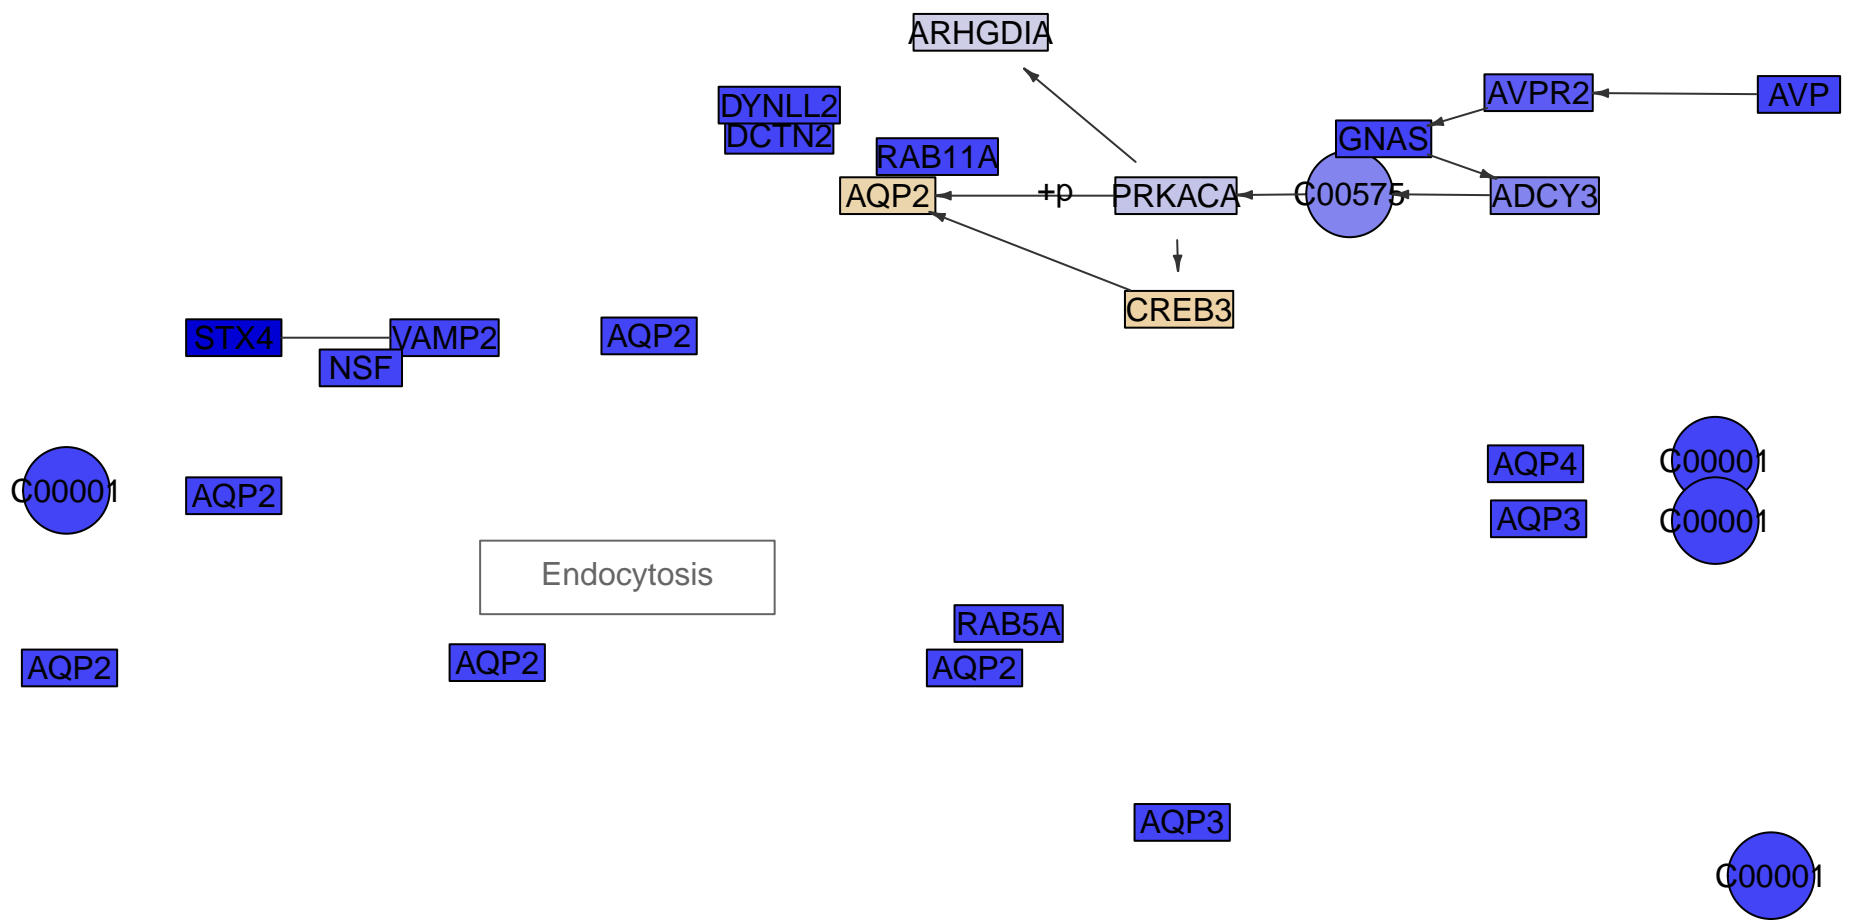 ARHGDIA
AVPR2
AVP
DYNLL2
DCTN2
GNAS
RAB11A
AQP2
+p
PRKACA
C00575
ADCY3
CREB3
STX4
VAMP2
AQP2
NSF
C00001
AQP2
AQP4
C00001
AQP3
C00001
Endocytosis
RAB5A
AQP2
AQP2
AQP2
AQP3
C00001